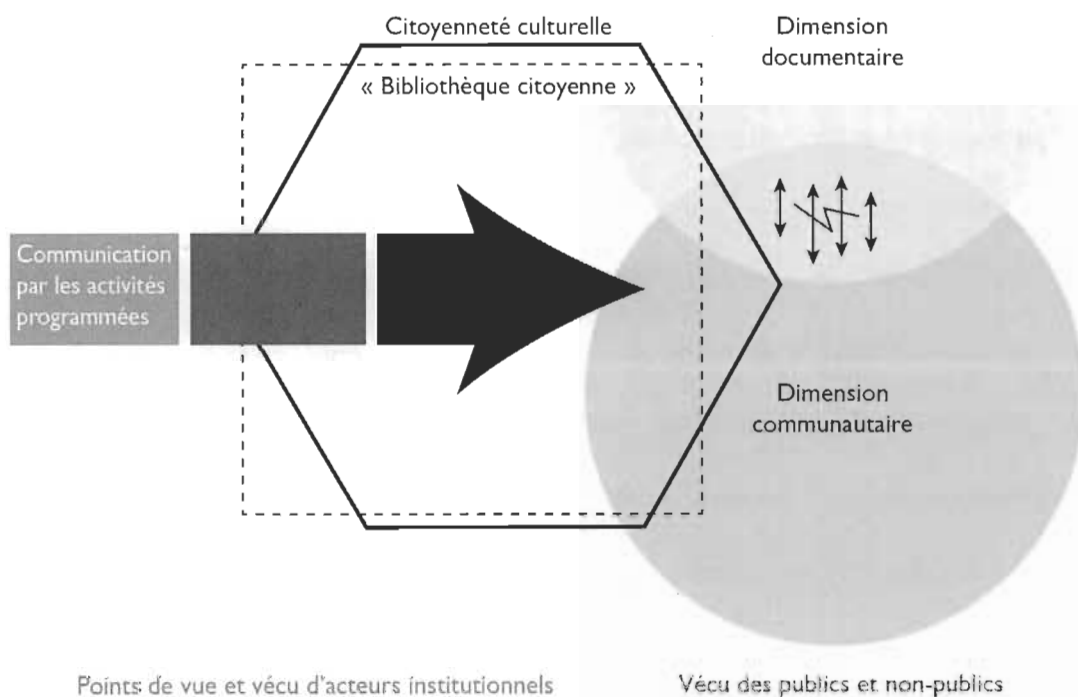 Citoyenneté culturelle
Dimension
documentaire
« Bibliothèque citoyenne »
Communication
par les activités
programmées
Dimension
communautaire
Points de vue et vécu d'acteurs institutionnels
Vécu des publics et non-publics